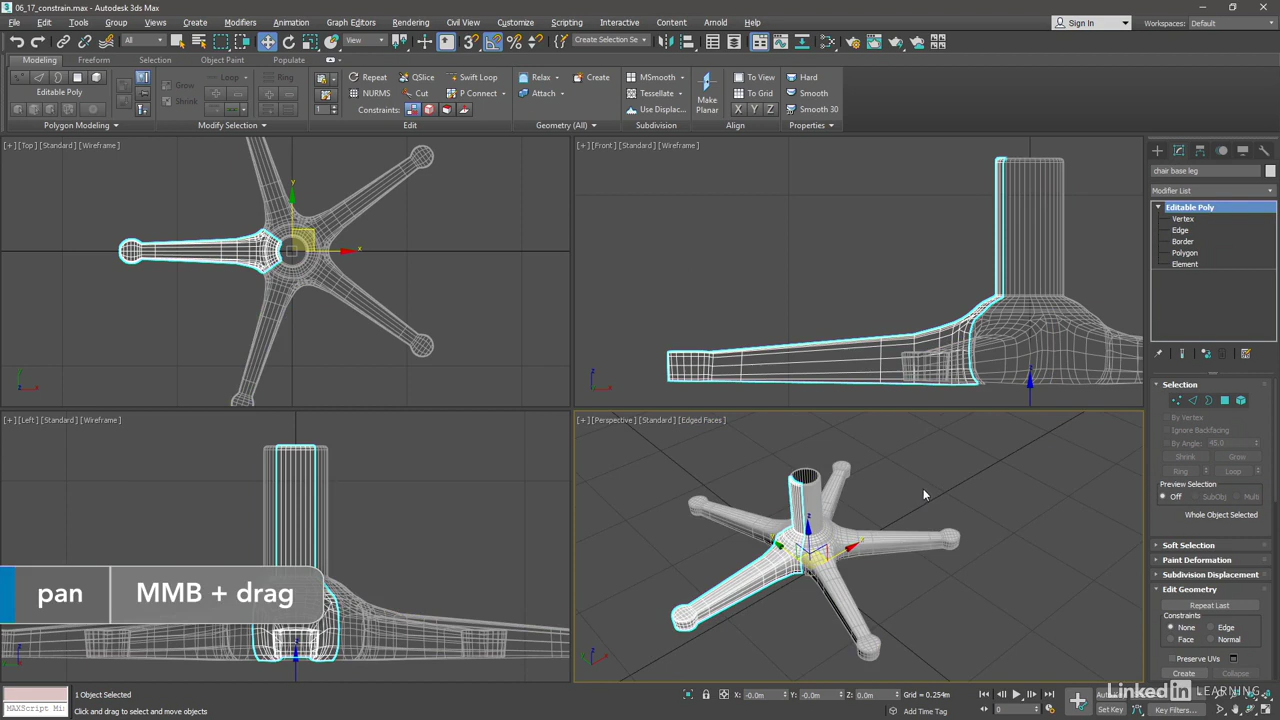 06_17_constrain.max - Autodesk 3ds Max
File Edit Tools Group Views Create Modifiers Animation Graph Editors Rendering Civil View Customize Scripting Interactive Content Arnold Help
Sign In
Workspaces: Default
All
View
Create Selection Se
Modeling Freeform Selection Object Paint Populate
Loop Ring Repeat QSlice Swift Loop Relax Create MSmooth To View Hard
Grow
Editable Poly
NURMS Cut P Connect Attach Tessellate Make Planar To Grid Smooth
Shrink
1 Constraints: Use Displac... X Y Z Smooth 30
Polygon Modeling Modify Selection Edit Geometry (All) Subdivision Align Properties
[+] [Top] [Standard] [Wireframe]
[+] [Front] [Standard] [Wireframe]
chair base leg
Modifier List
Editable Poly
Vertex
Edge
Border
Polygon
Element
Selection
By Vertex
Ignore Backfacing
By Angle: 45.0
Shrink Grow
Ring Loop
Preview Selection
Off SubObj Multi
Whole Object Selected
Soft Selection
Paint Deformation
Subdivision Displacement
Edit Geometry
Repeat Last
Constraints
None Edge
Face Normal
Preserve UVs
Create Collapse
[+] [Left] [Standard] [Wireframe]
[+] [Perspective] [Standard] [Edged Faces]
pan MMB + drag
1 Object Selected
X: -0.0m Y: -0.0m Z: 0.0m Grid = 0.254m
MAXScript Mi
Click and drag to select and move objects
Add Time Tag
0
Set Key Key Filters...
Linked in LEARNING